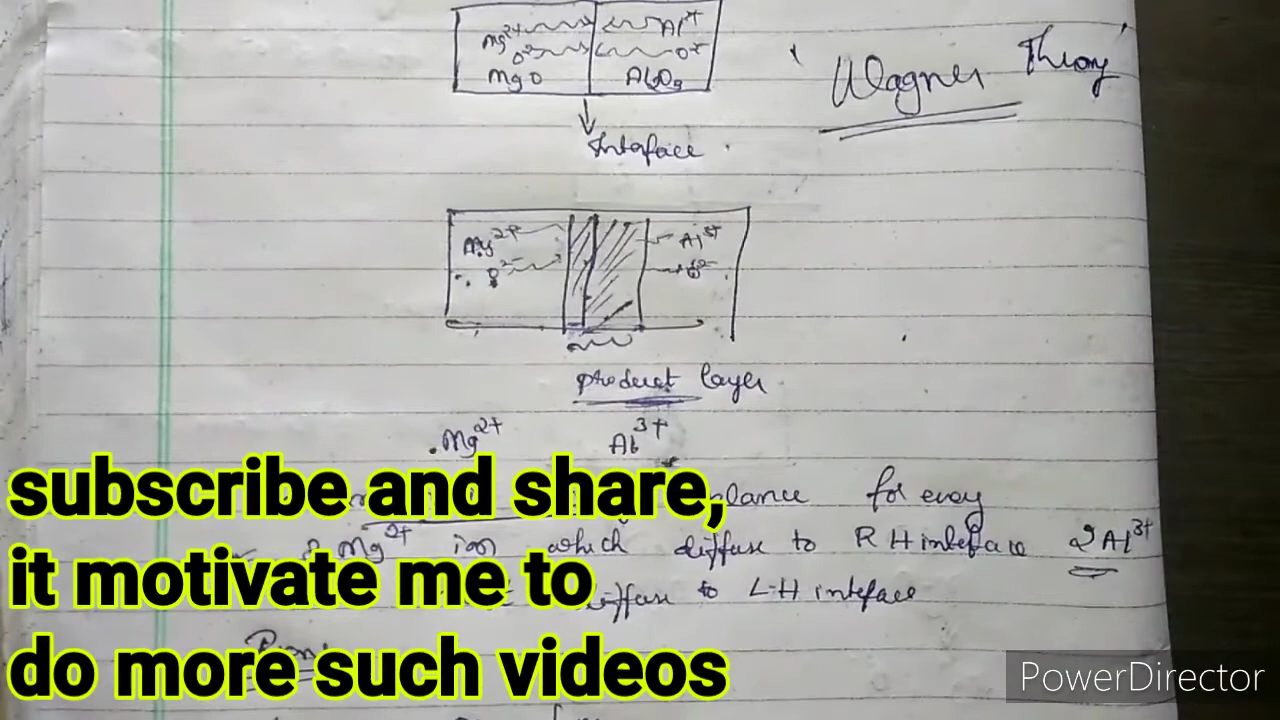 Mg2+ Al3+
O2- O2-
MgO Al2O3
Interface
Wagner Theory
Mg2+ Al3+
O2- O2-
product layer
Mg2+ Al3+
lance for every
Mg2+ ion which diffuse to RH interface 2Al3+
diffuse to L-H interface
subscribe and share,
it motivate me to
do more such videos
PowerDirector